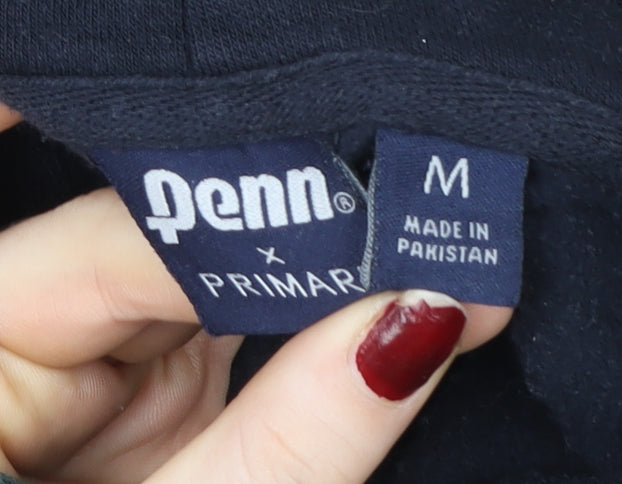 Penn®
x
PRIMAR
M
MADE IN
PAKISTAN